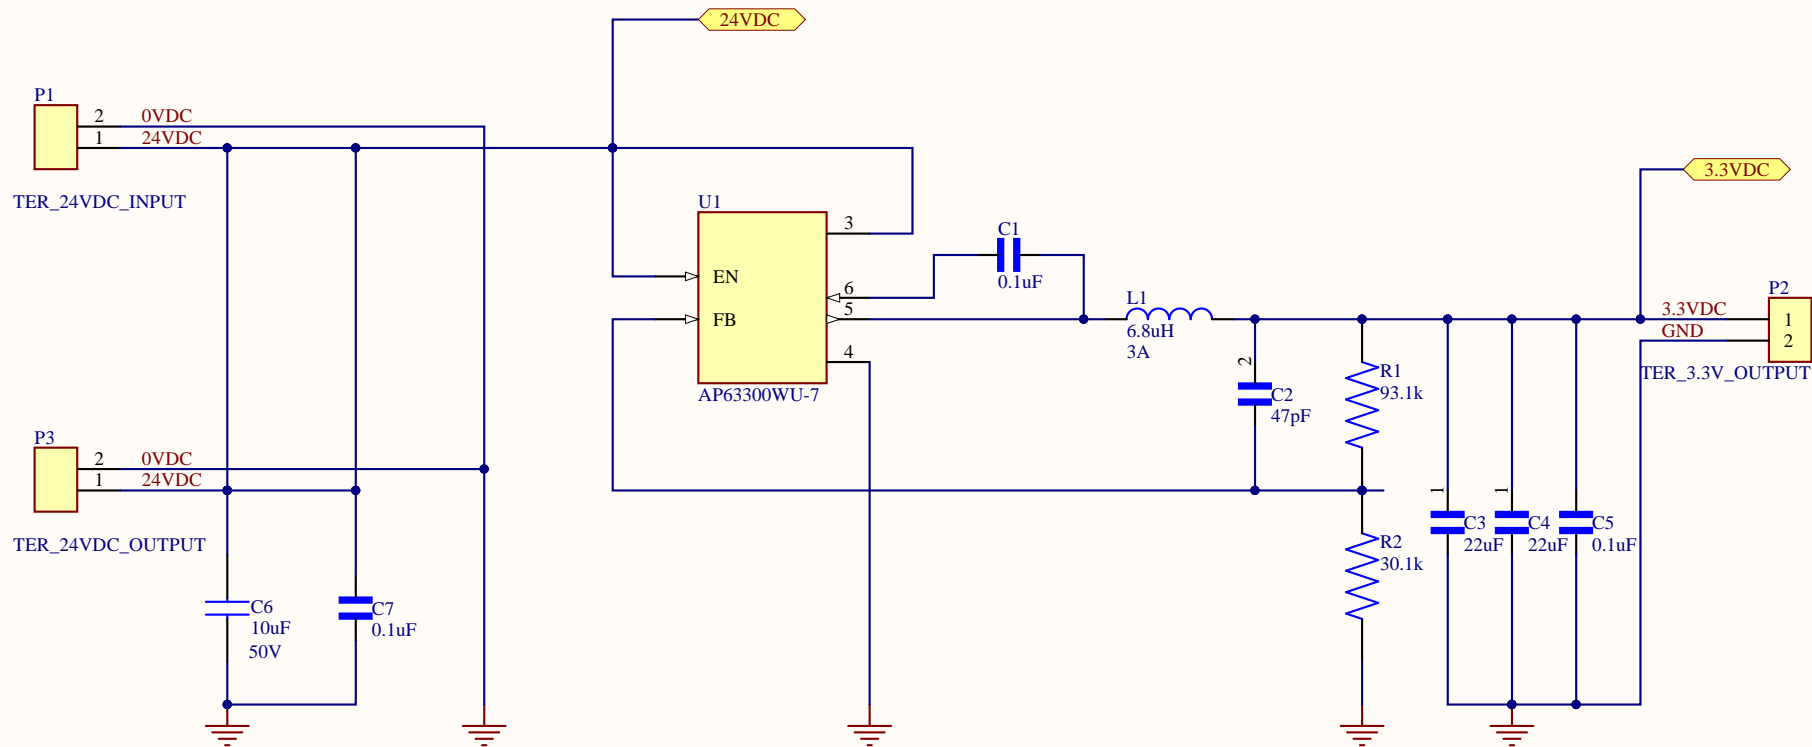 24VDC
P1
2 0VDC
1 24VDC
TER_24VDC_INPUT
3.3VDC
U1
3
EN
6
FB
5
4
AP63300WU-7
C1
0.1uF
L1
6.8uH
3A
2
C2
47pF
R1
93.1k
P2
3.3VDC 1
GND 2
TER_3.3V_OUTPUT
P3
2 0VDC
1 24VDC
TER_24VDC_OUTPUT
1
C3
22uF
1
C4
22uF
C5
0.1uF
R2
30.1k
C6
10uF
50V
C7
0.1uF